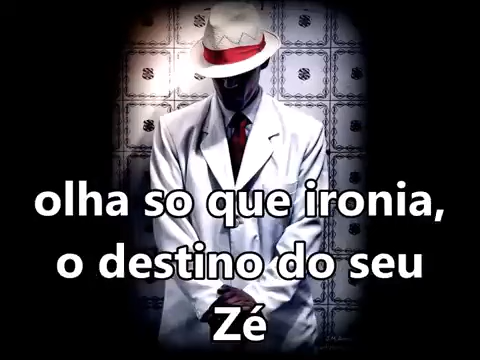 olha so que ironia,
o destino do seu
Zé